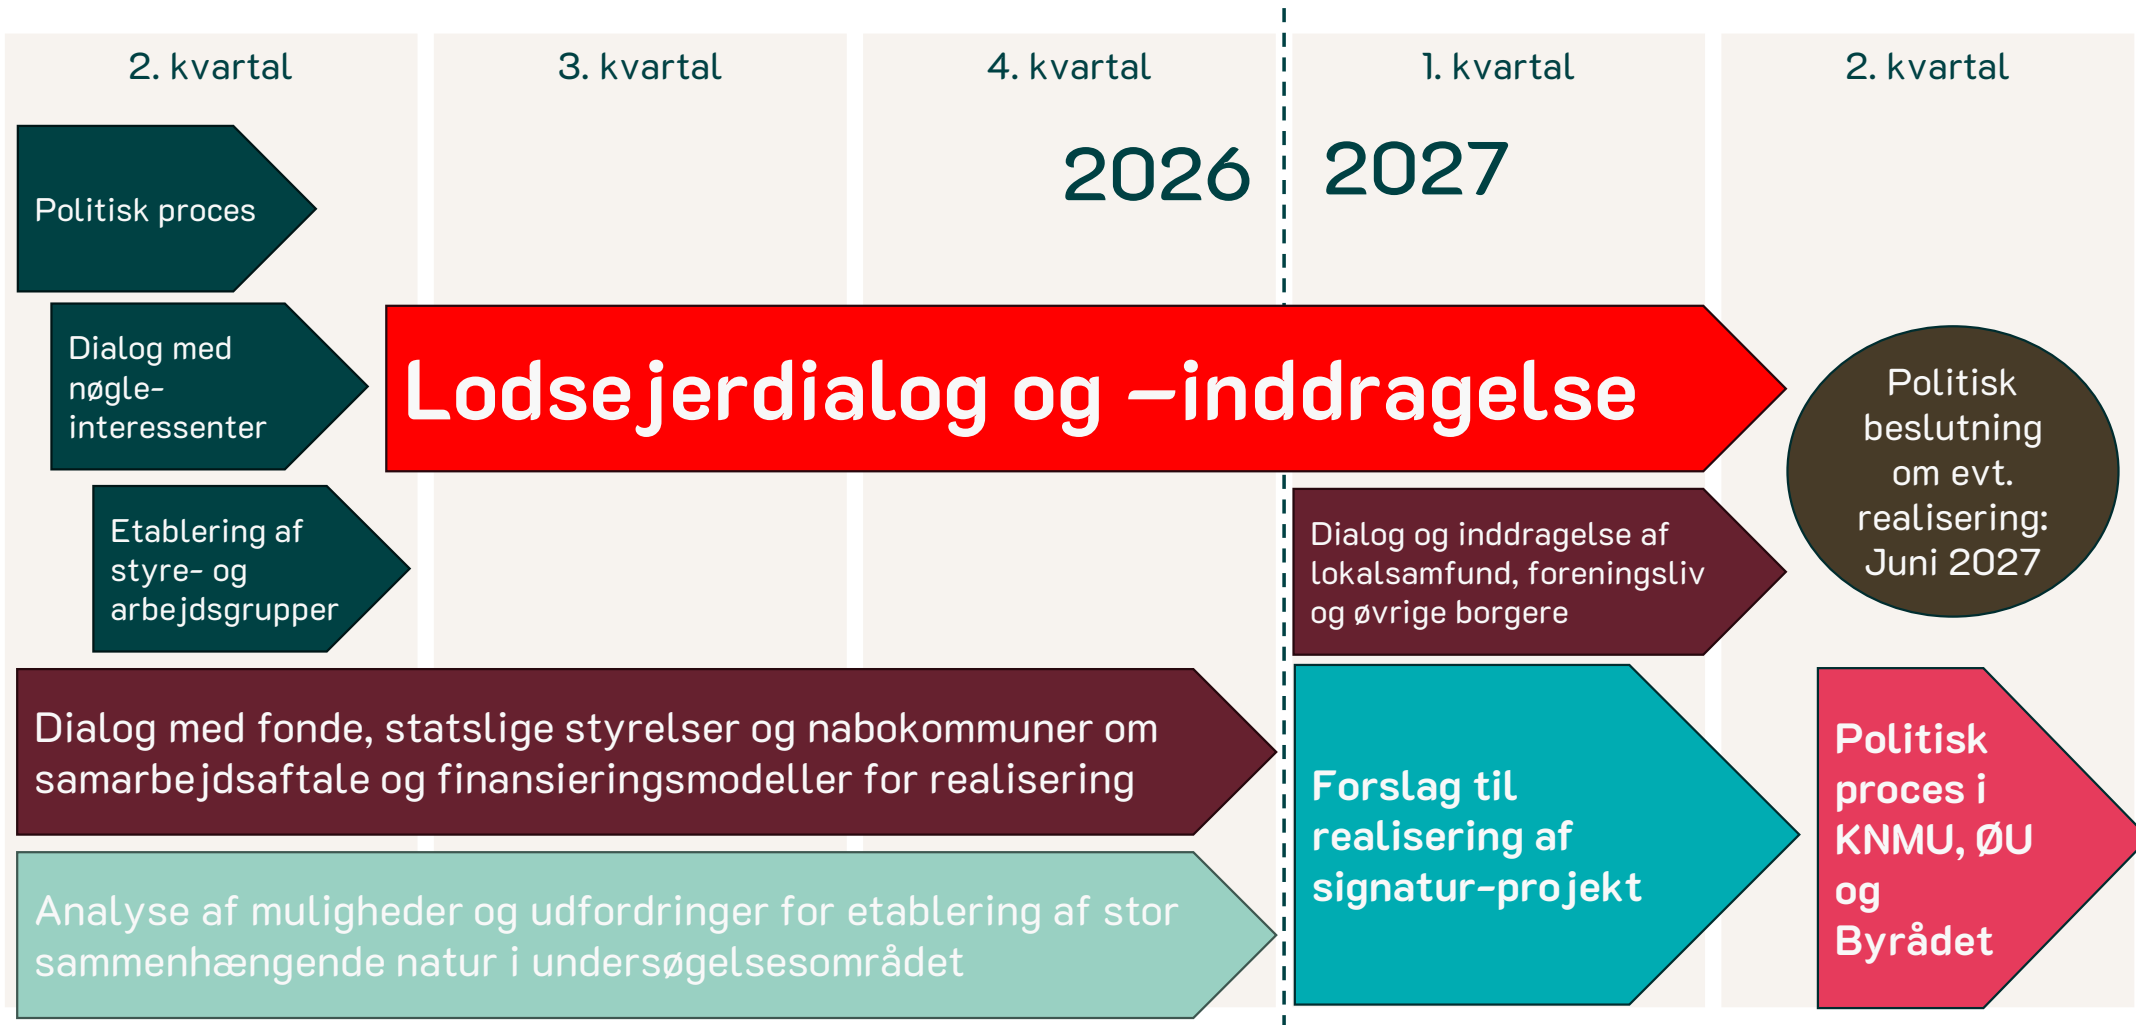 2. kvartal
3. kvartal
4. kvartal
1. kvartal
2. kvartal
2026
2027
Politisk proces
Dialog med
nøgle-
interessenter
Lodsejerdialog og –inddragelse
Etablering af
styre- og
arbejdsgrupper
Dialog og inddragelse af
lokalsamfund, foreningsliv
og øvrige borgere
Politisk
beslutning
om evt.
realisering:
Juni 2027
Dialog med fonde, statslige styrelser og nabokommuner om
samarbejdsaftale og finansieringsmodeller for realisering
Analyse af muligheder og udfordringer for etablering af stor
sammenhængende natur i undersøgelsesområdet
Forslag til
realisering af
signatur-projekt
Politisk
proces i
KNMU, ØU
og
Byrådet